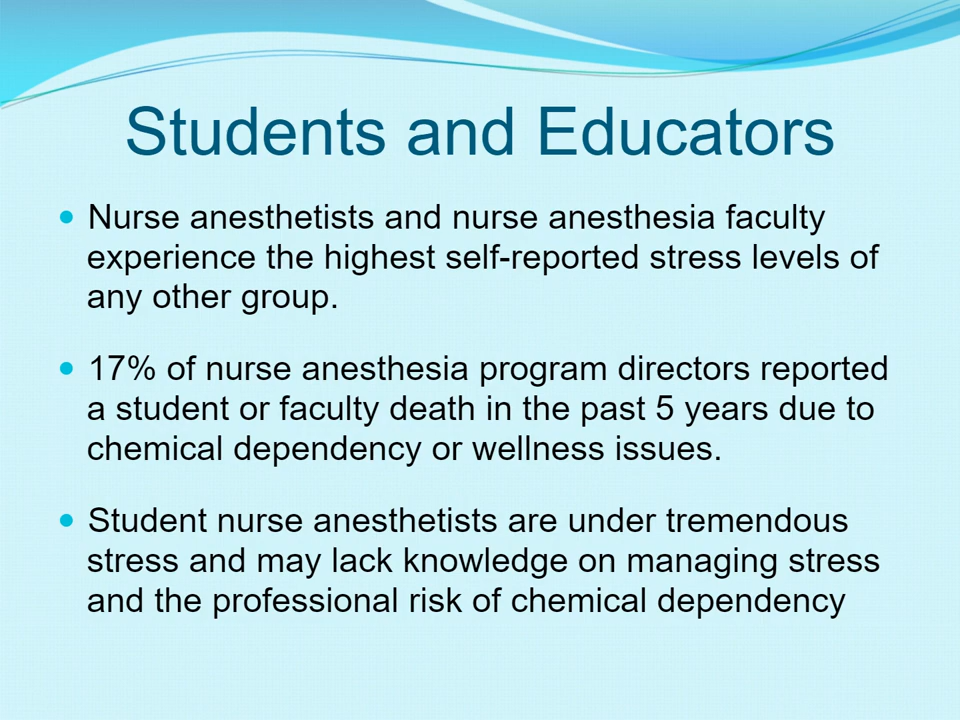 Students and Educators
• Nurse anesthetists and nurse anesthesia faculty
experience the highest self-reported stress levels of
any other group.
• 17% of nurse anesthesia program directors reported
a student or faculty death in the past 5 years due to
chemical dependency or wellness issues.
• Student nurse anesthetists are under tremendous
stress and may lack knowledge on managing stress
and the professional risk of chemical dependency